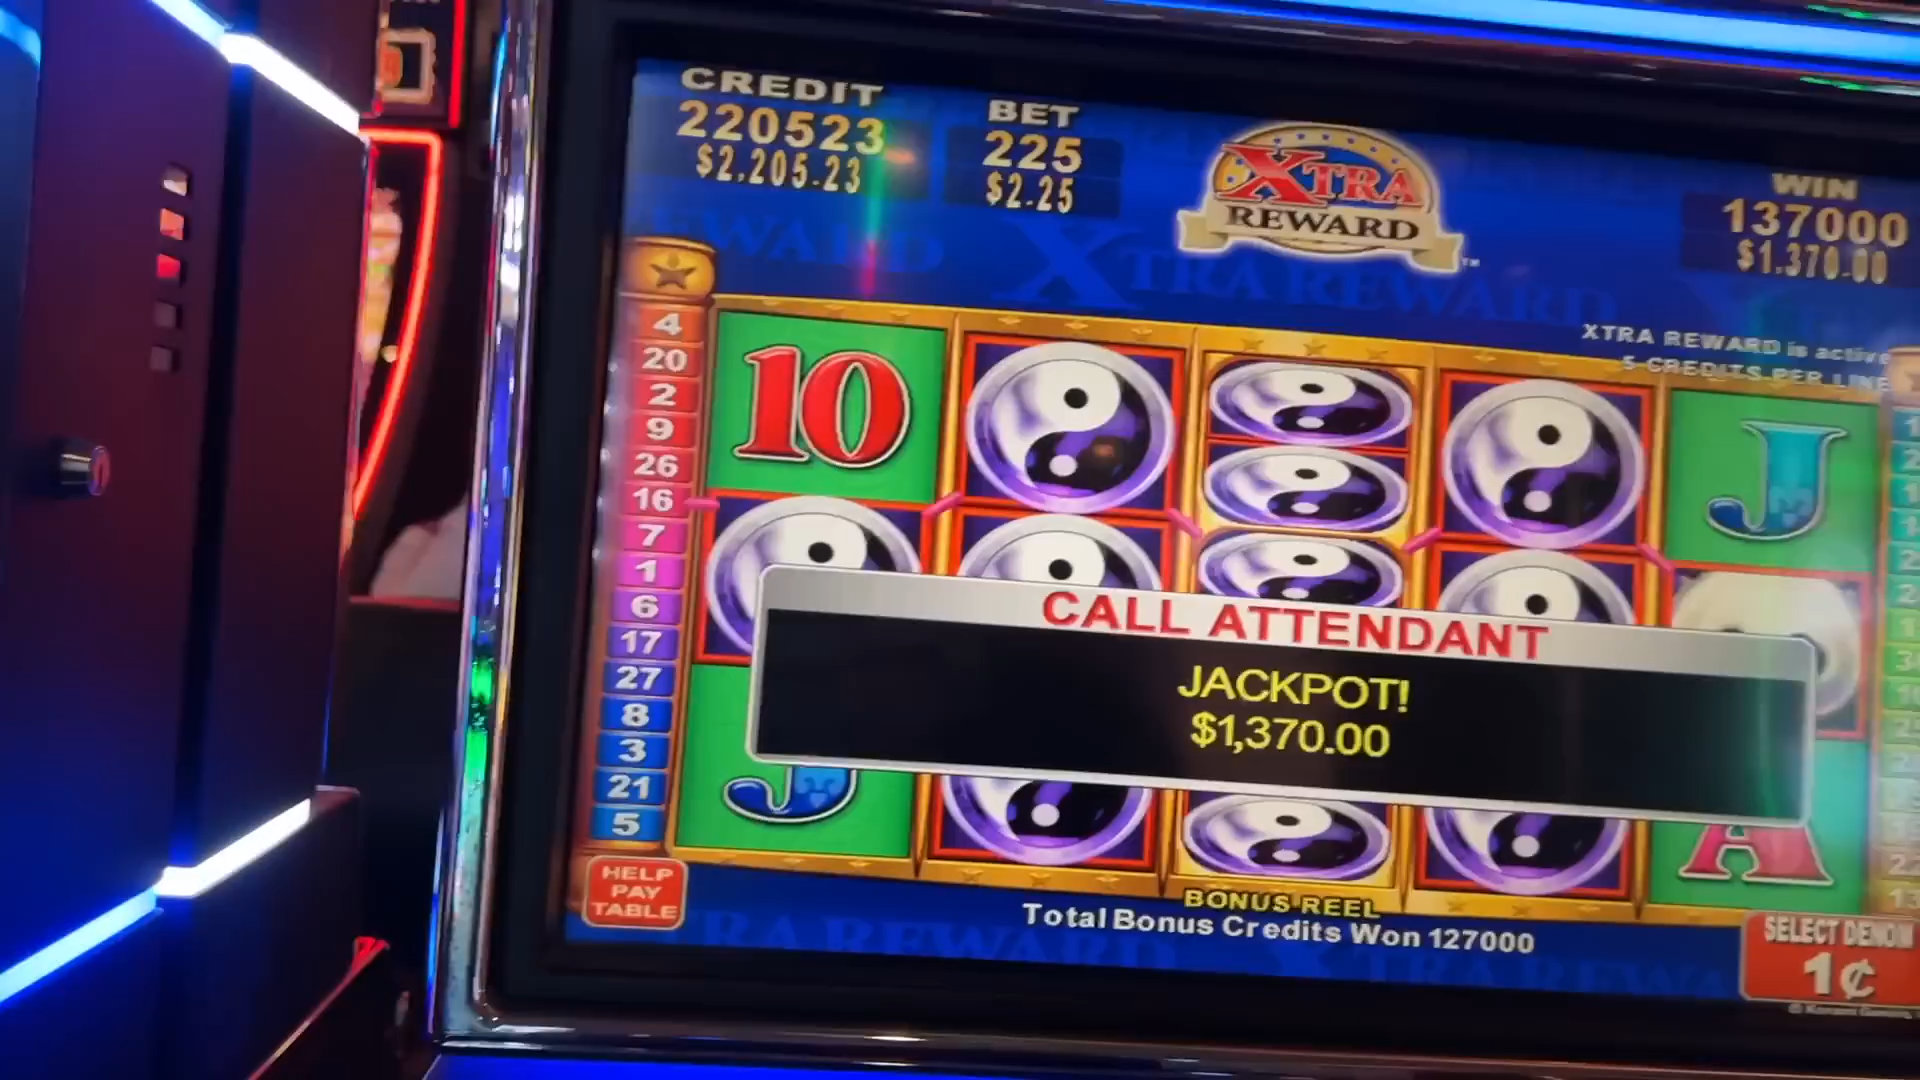 CREDIT
220523
$2,205.23
BET
225
$2.25
XTRA
REWARD
WIN
137000
$1,370.00
XTRA REWARD is active
5 CREDITS PER LINE
4
20
2
9
26
16
7
1
6
17
27
8
3
21
5
10
J
CALL ATTENDANT
JACKPOT!
$1,370.00
J
A
HELP
PAY
TABLE
BONUS REEL
Total Bonus Credits Won 127000
SELECT DENOM
1¢